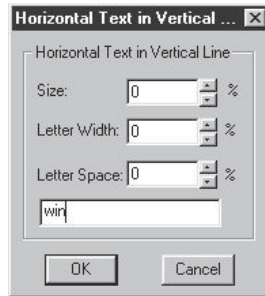 Horizontal Text in Vertical ...
Horizontal Text in Vertical Line
Size: 0 %
Letter Width: 0 %
Letter Space: 0 %
win
OK Cancel